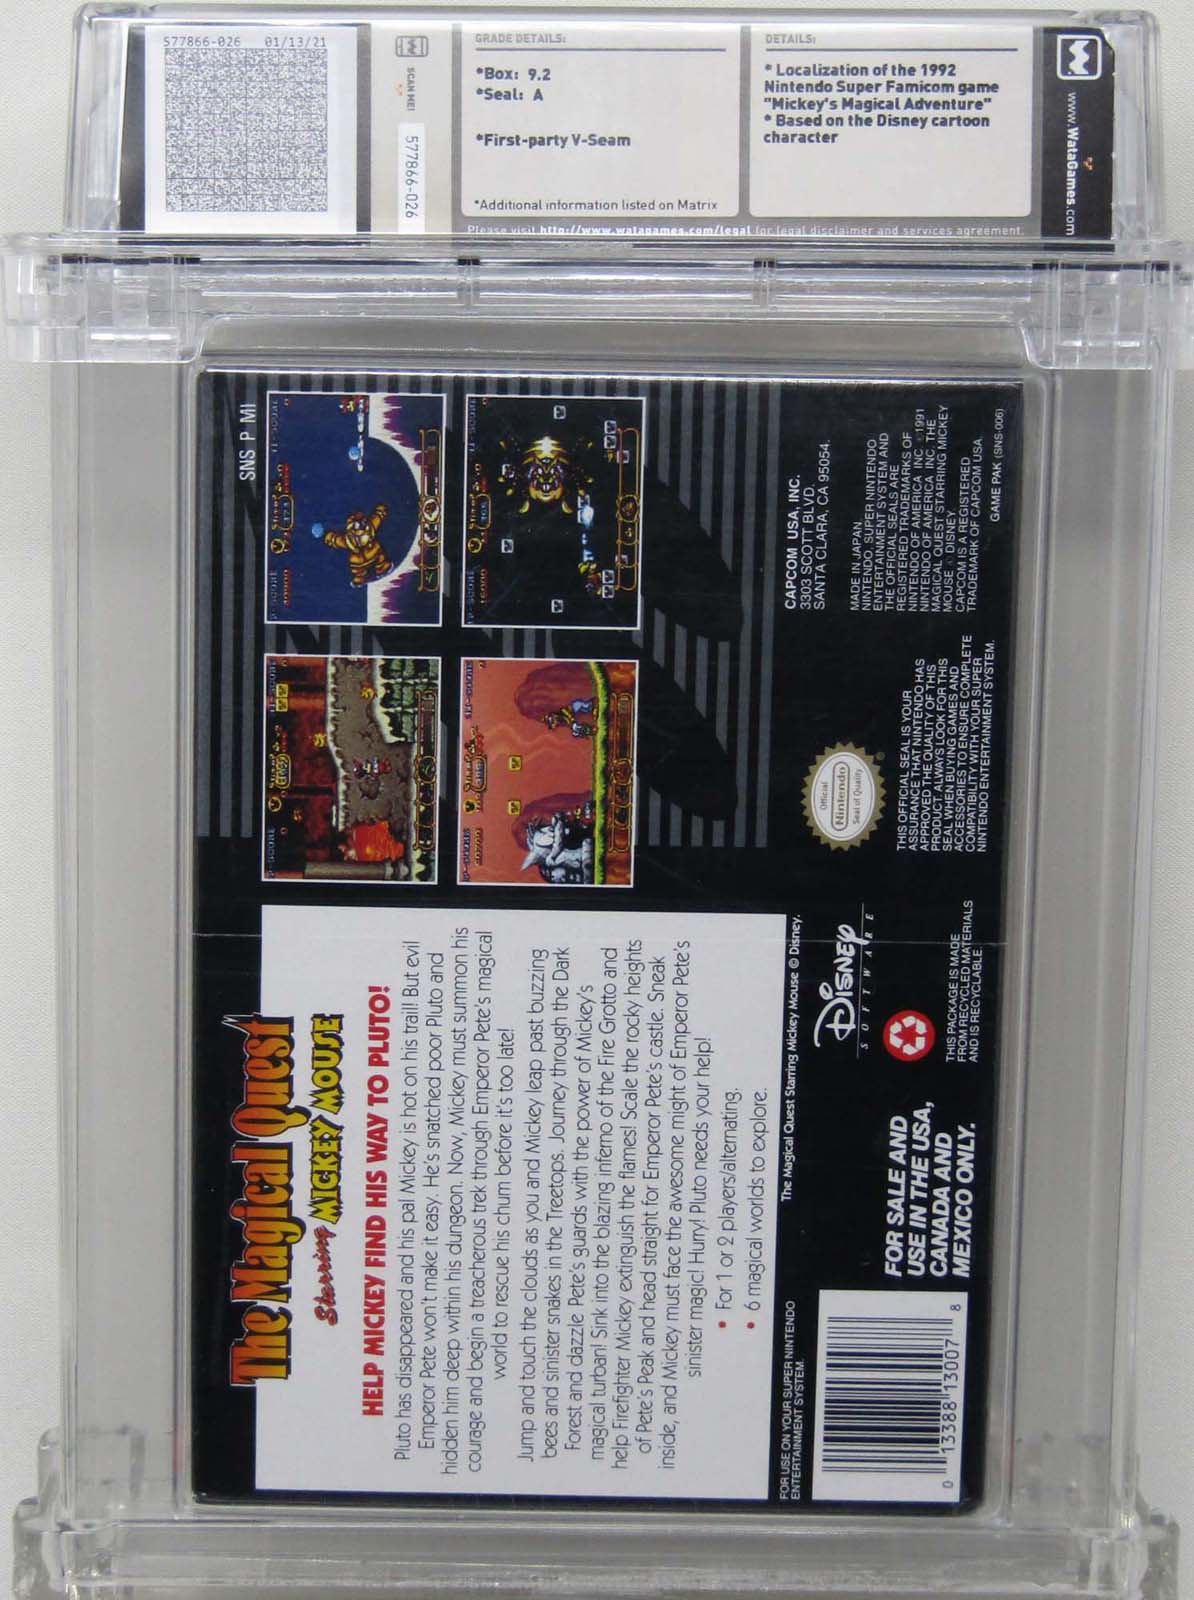 577866-026 01/13/21
SCAN ME!
577866-026
GRADE DETAILS:
*Box: 9.2
*Seal: A
*First-party V-Seam
*Additional information listed on Matrix
DETAILS:
* Localization of the 1992
Nintendo Super Famicom game
"Mickey's Magical Adventure"
* Based on the Disney cartoon
character
www.WataGames.com
Please visit http://www.watagames.com/legal for legal disclaimer and services agreement.
SNS P MI
The Magical Quest
Starring MICKEY MOUSE
HELP MICKEY FIND HIS WAY TO PLUTO!
Pluto has disappeared and his pal Mickey is hot on his trail! But evil
Emperor Pete won't make it easy. He's snatched poor Pluto and
hidden him deep within his dungeon. Now, Mickey must summon his
courage and begin a treacherous trek through Emperor Pete's magical
world to rescue his chum before it's too late!
Jump and touch the clouds as you and Mickey leap past buzzing
bees and sinister snakes in the Treetops. Journey through the Dark
Forest and dazzle Pete's guards with the power of Mickey's
magical turban! Sink into the blazing inferno of the Fire Grotto and
help Firefighter Mickey extinguish the flames! Scale the rocky heights
of Pete's Peak and head straight for Emperor Pete's castle. Sneak
inside, and Mickey must face the awesome might of Emperor Pete's
sinister magic! Hurry! Pluto needs your help!
• For 1 or 2 players/alternating.
• 6 magical worlds to explore.
The Magical Quest Starring Mickey Mouse © Disney.
FOR USE ON YOUR SUPER NINTENDO
ENTERTAINMENT SYSTEM.
0 13388 13007 8
FOR SALE AND
USE IN THE USA,
CANADA AND
MEXICO ONLY.
Disney
SOFTWARE
THIS PACKAGE IS MADE
FROM RECYCLED MATERIALS
AND IS RECYCLABLE.
Official
Nintendo
Seal of Quality
THIS OFFICIAL SEAL IS YOUR
ASSURANCE THAT NINTENDO HAS
APPROVED THE QUALITY OF THIS
PRODUCT. ALWAYS LOOK FOR THIS
SEAL WHEN BUYING GAMES AND
ACCESSORIES TO ENSURE COMPLETE
COMPATIBILITY WITH YOUR SUPER
NINTENDO ENTERTAINMENT SYSTEM.
CAPCOM USA, INC.
3303 SCOTT BLVD.
SANTA CLARA, CA 95054.
MADE IN JAPAN
NINTENDO, SUPER NINTENDO
ENTERTAINMENT SYSTEM AND
THE OFFICIAL SEALS ARE
REGISTERED TRADEMARKS OF
NINTENDO OF AMERICA INC. © 1991
NINTENDO OF AMERICA INC. THE
MAGICAL QUEST STARRING MICKEY
MOUSE © DISNEY
CAPCOM IS A REGISTERED
TRADEMARK OF CAPCOM USA.
GAME PAK (SNS-006)